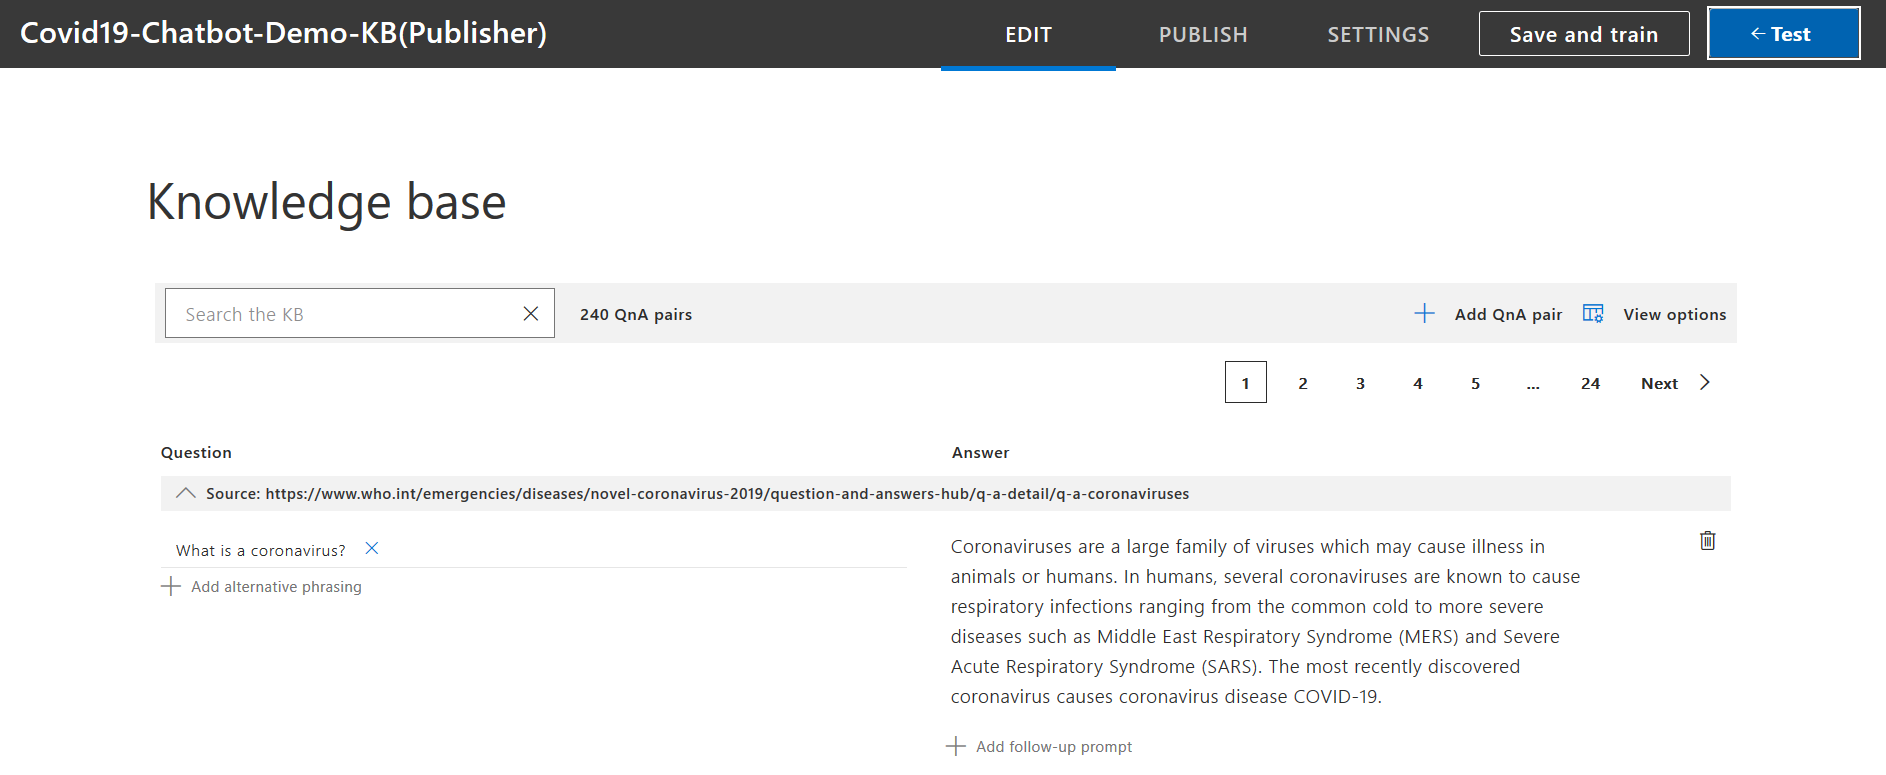 Covid19-Chatbot-Demo-KB(Publisher)
EDIT
PUBLISH
SETTINGS
Save and train
Test
Knowledge base
Search the KB
240 QnA pairs
Add QnA pair
View options
1 2 3 4 5 ... 24 Next
Question
Answer
Source: https://www.who.int/emergencies/diseases/novel-coronavirus-2019/question-and-answers-hub/q-a-detail/q-a-coronaviruses
What is a coronavirus?
Add alternative phrasing
Coronaviruses are a large family of viruses which may cause illness in
animals or humans. In humans, several coronaviruses are known to cause
respiratory infections ranging from the common cold to more severe
diseases such as Middle East Respiratory Syndrome (MERS) and Severe
Acute Respiratory Syndrome (SARS). The most recently discovered
coronavirus causes coronavirus disease COVID-19.
Add follow-up prompt